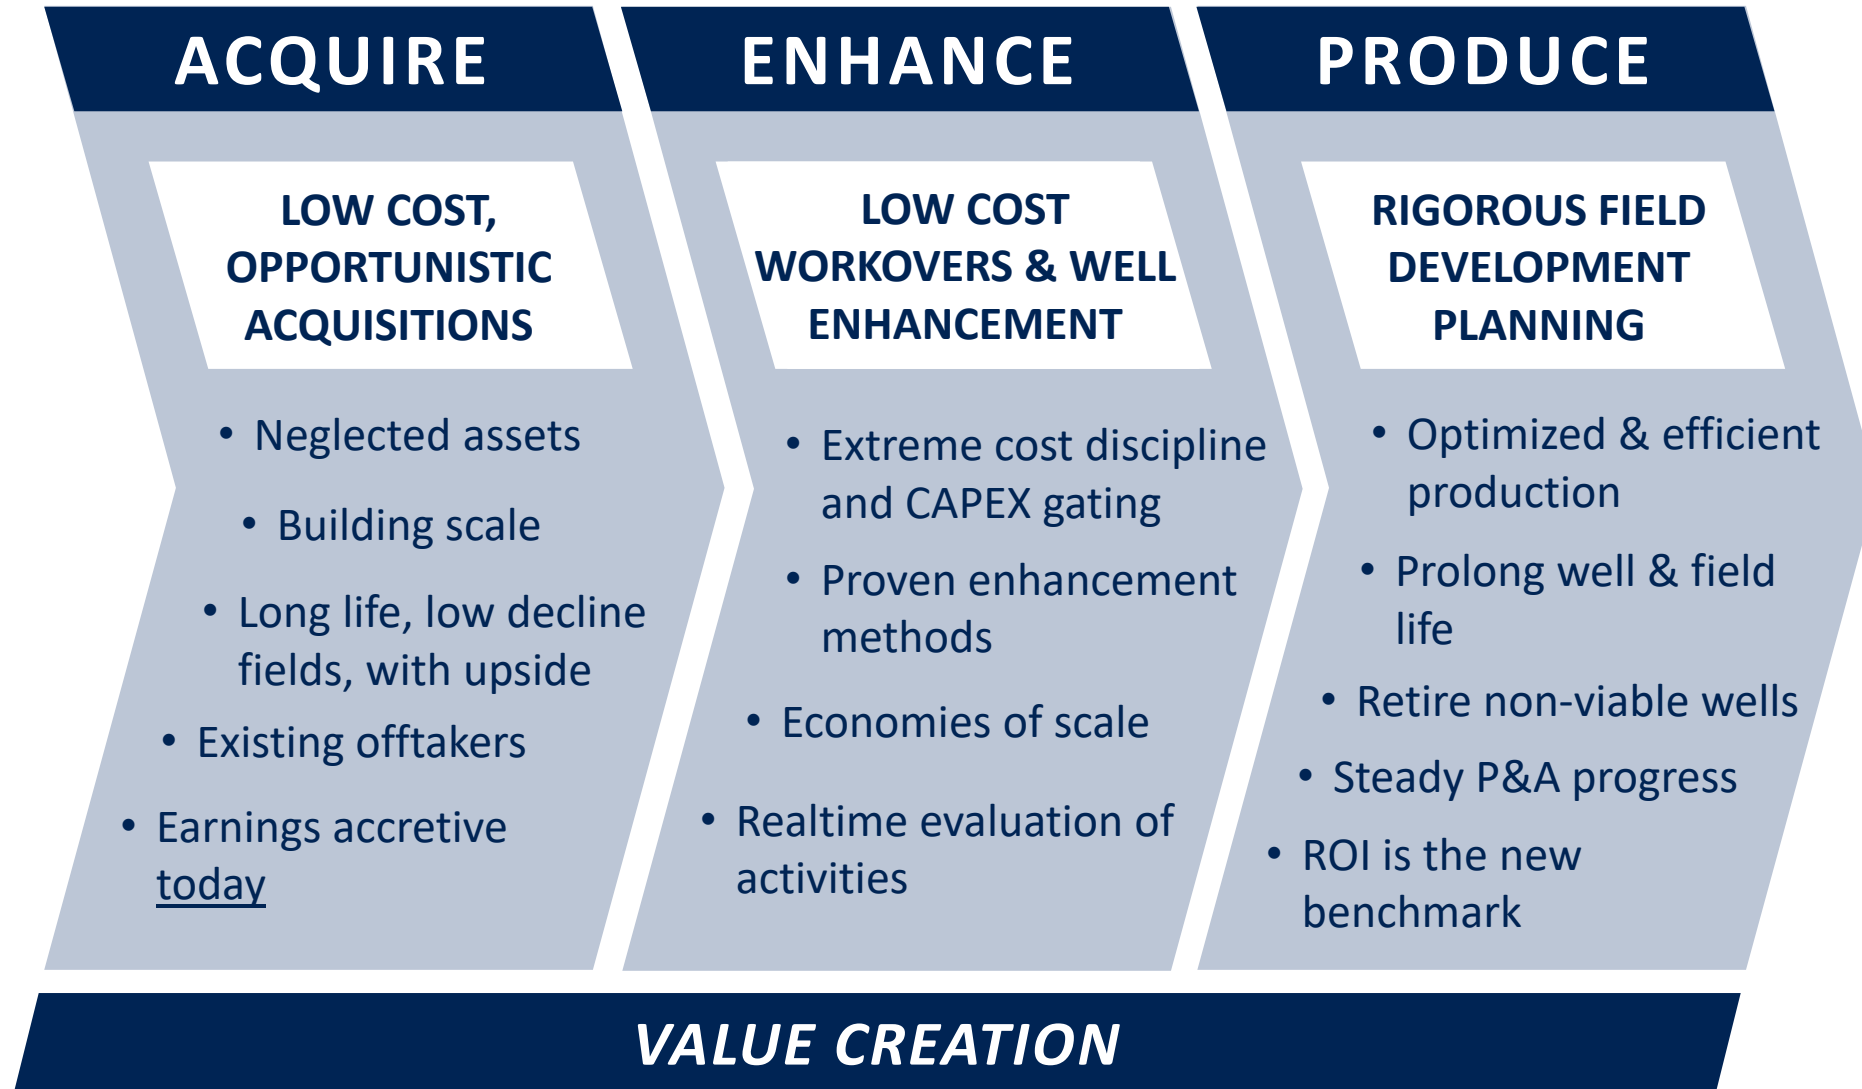 ACQUIRE
LOW COST,
OPPORTUNISTIC
ACQUISITIONS
• Neglected assets
• Building scale
• Long life, low decline
fields, with upside
• Existing offtakers
• Earnings accretive
today
ENHANCE
LOW COST
WORKOVERS & WELL
ENHANCEMENT
• Extreme cost discipline
and CAPEX gating
• Proven enhancement
methods
• Economies of scale
• Realtime evaluation of
activities
PRODUCE
RIGOROUS FIELD
DEVELOPMENT
PLANNING
• Optimized & efficient
production
• Prolong well & field
life
• Retire non-viable wells
• Steady P&A progress
• ROI is the new
benchmark
VALUE CREATION